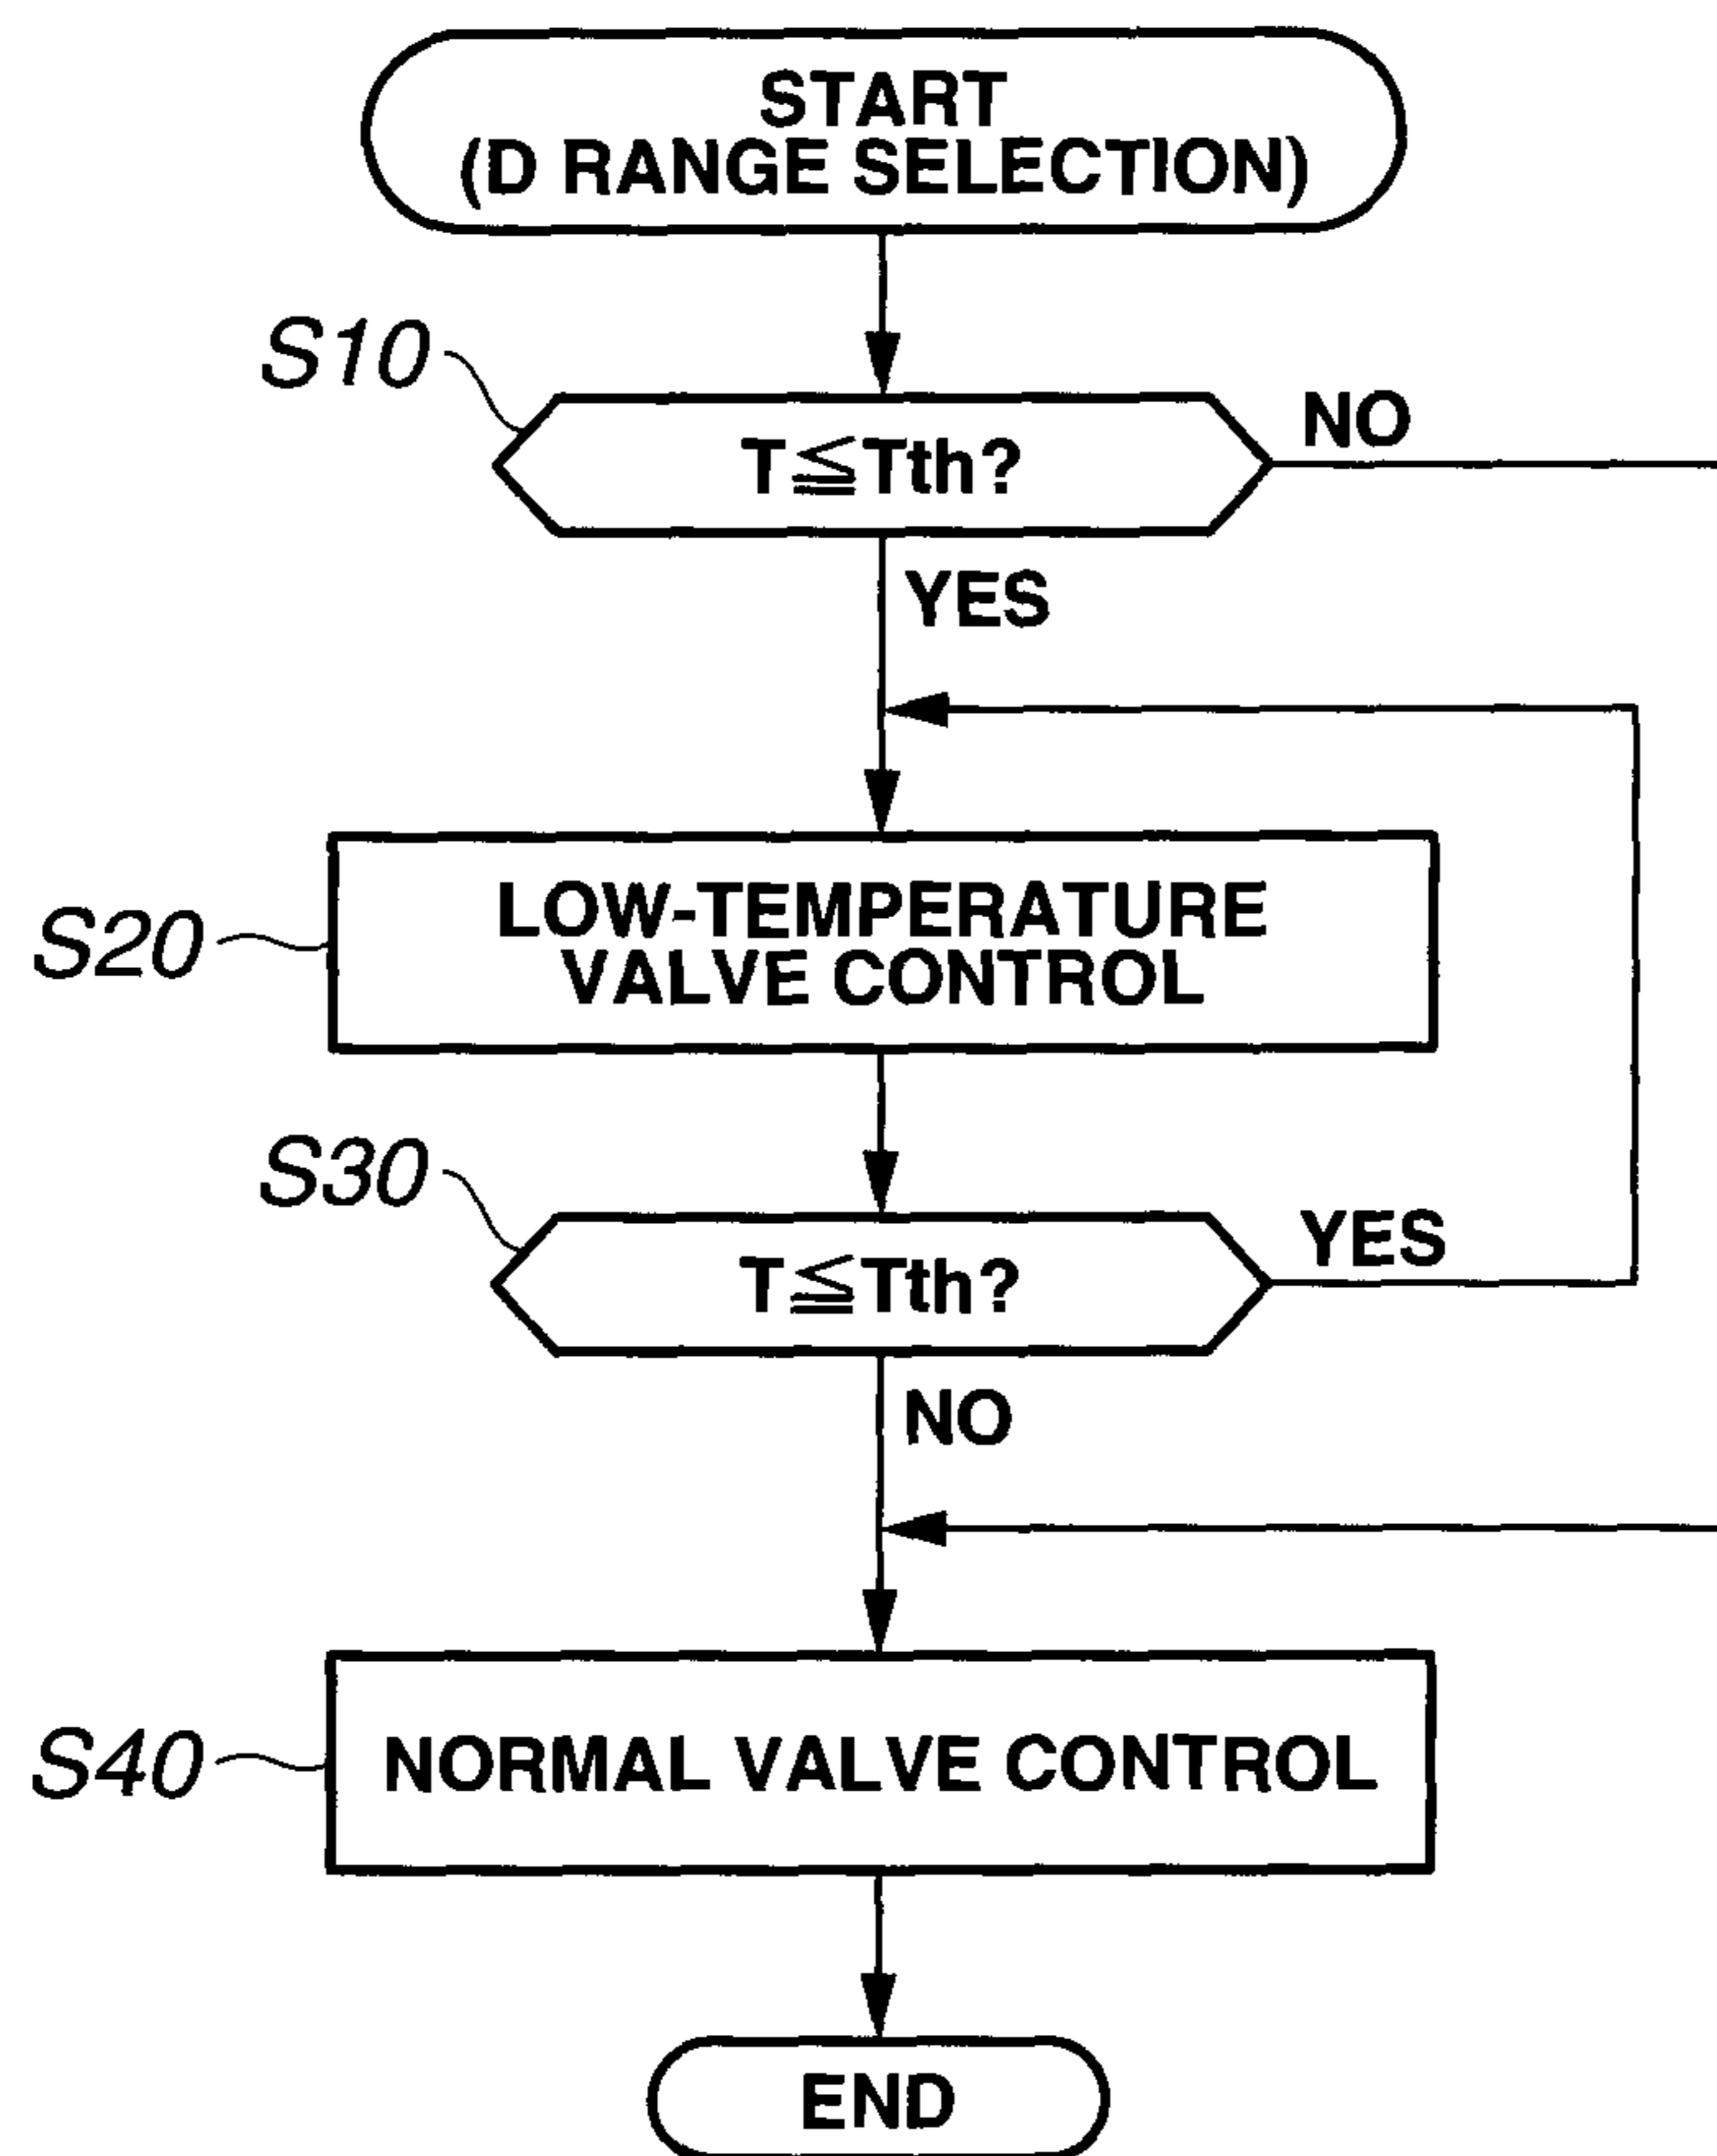 START
(D RANGE SELECTION)
S10
T≦Tth?
NO
YES
LOW-TEMPERATURE
VALVE CONTROL
S20
S30
T≦Tth?
YES
NO
S40
NORMAL VALVE CONTROL
END